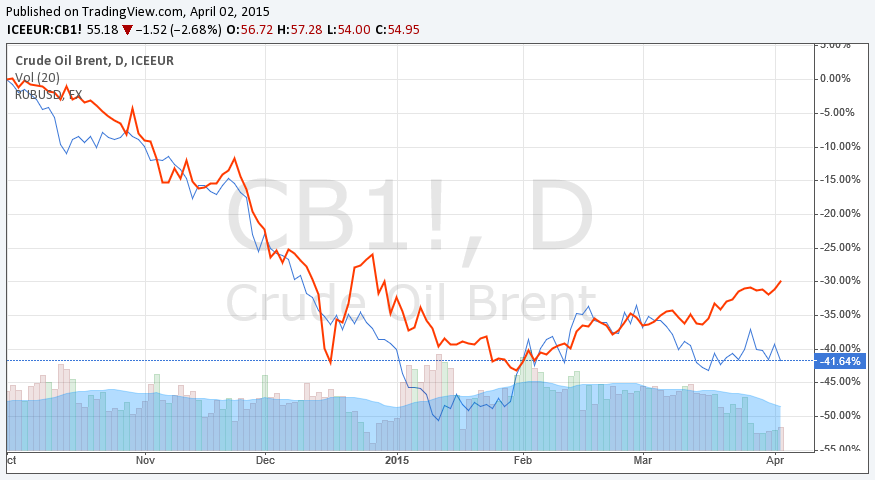 Published on TradingView.com, April 02, 2015
ICEEUR:CB1! 55.18 ▼ −1.52 (−2.68%) O:56.72 H:57.28 L:54.00 C:54.95
Crude Oil Brent, D, ICEEUR
Vol (20)
RUBUSD, FX
CB1!, D
Crude Oil Brent
5.00%
0.00%
-5.00%
-10.00%
-15.00%
-20.00%
-25.00%
-30.00%
-35.00%
-40.00%
-41.64%
-45.00%
-50.00%
-55.00%
ct Nov Dec 2015 Feb Mar Apr